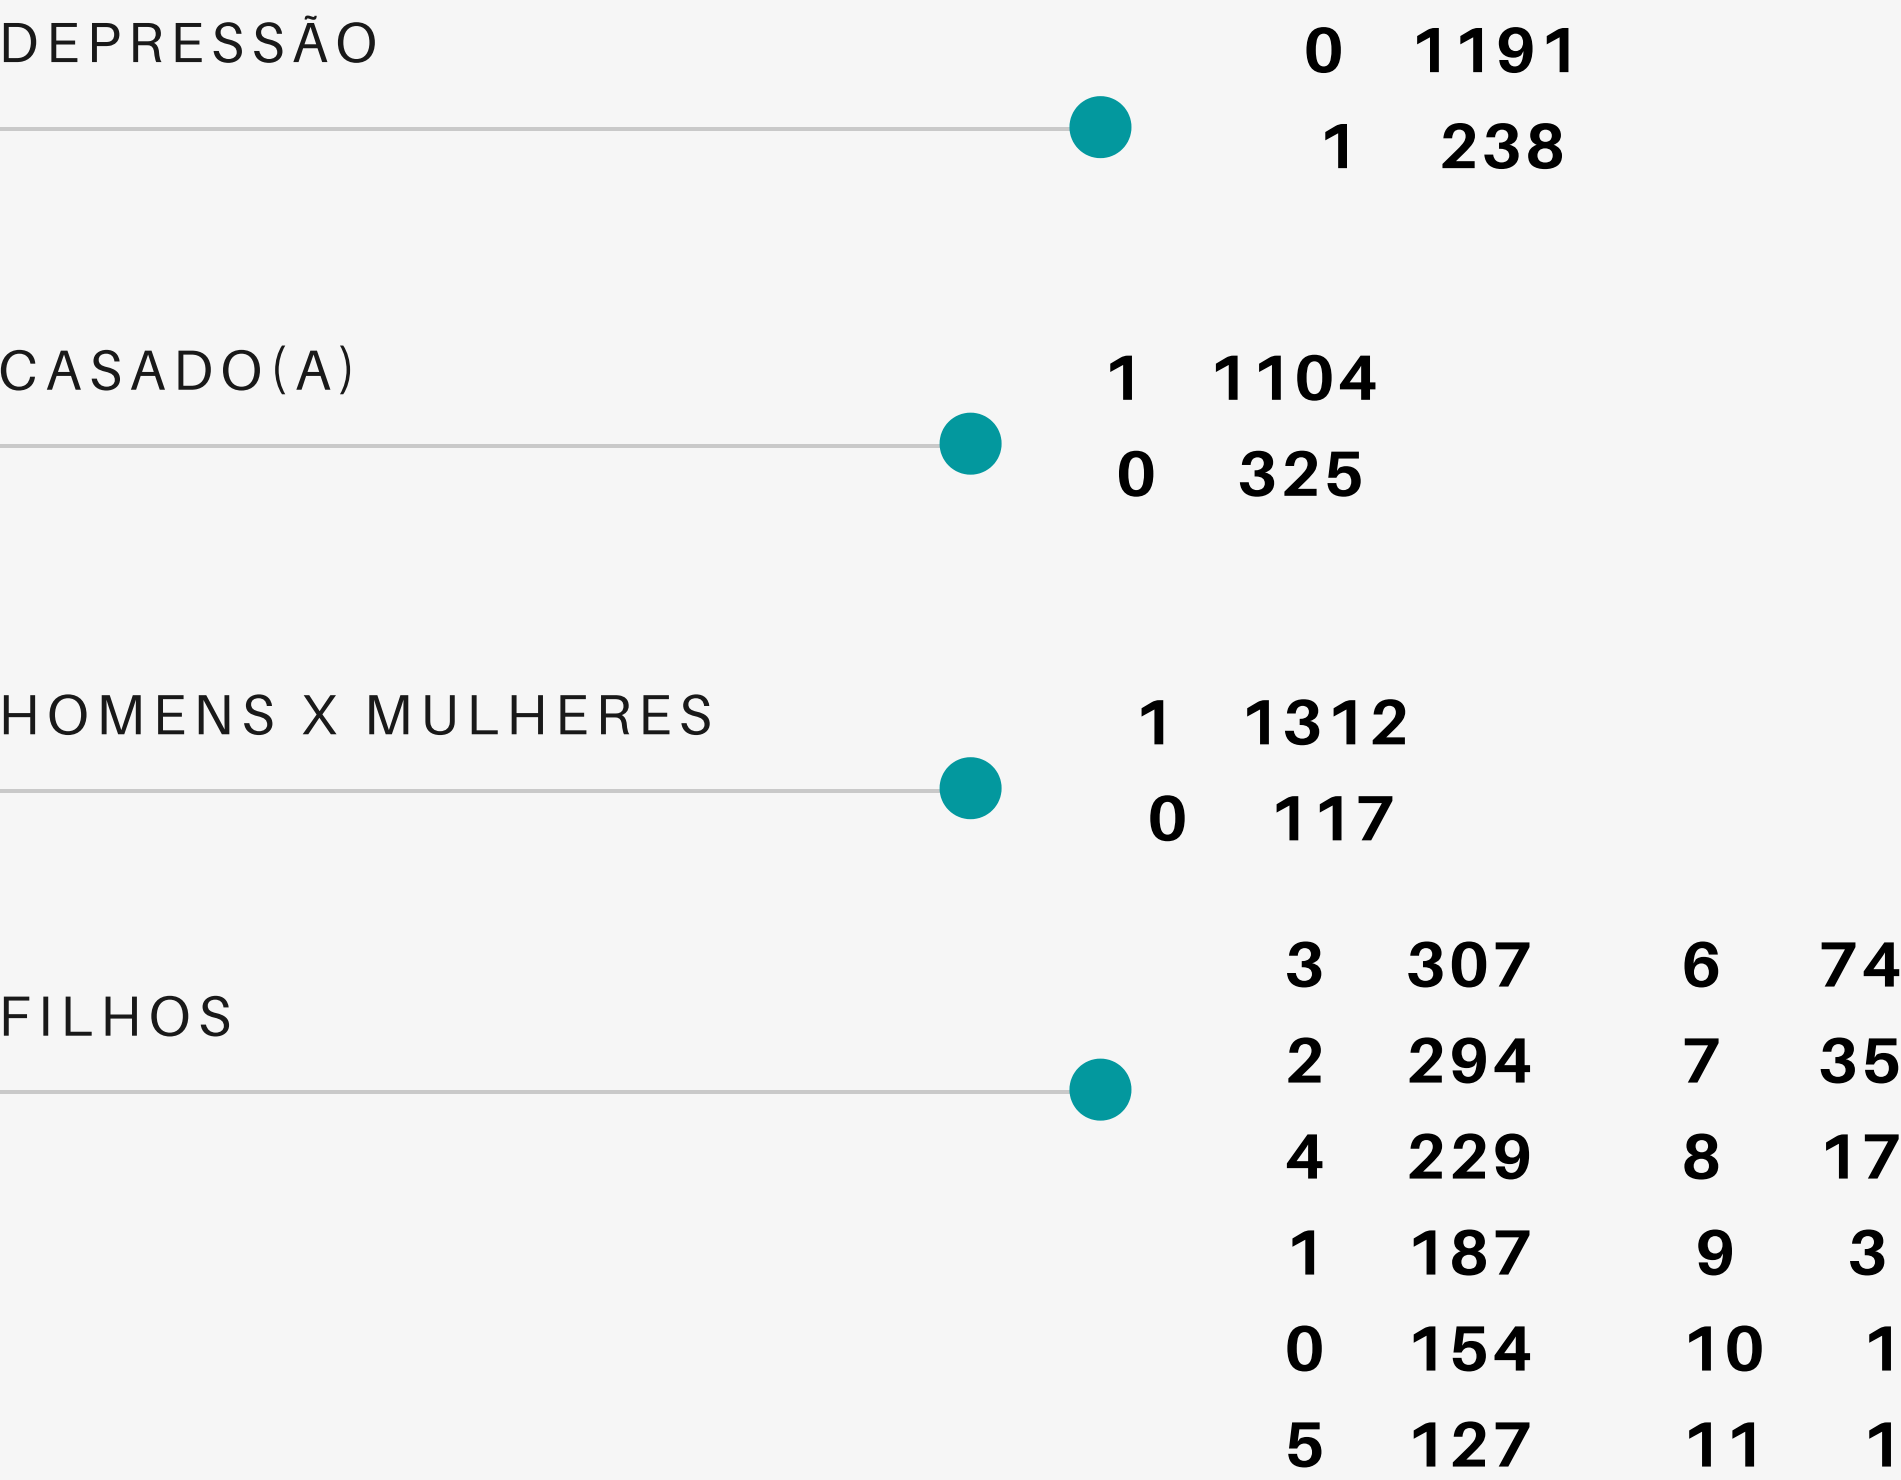 DEPRESSÃO
0 1191
1 238
CASADO(A)
1 1104
0 325
HOMENS X MULHERES
1 1312
0 117
FILHOS
3 307 6 74
2 294 7 35
4 229 8 17
1 187 9 3
0 154 10 1
5 127 11 1